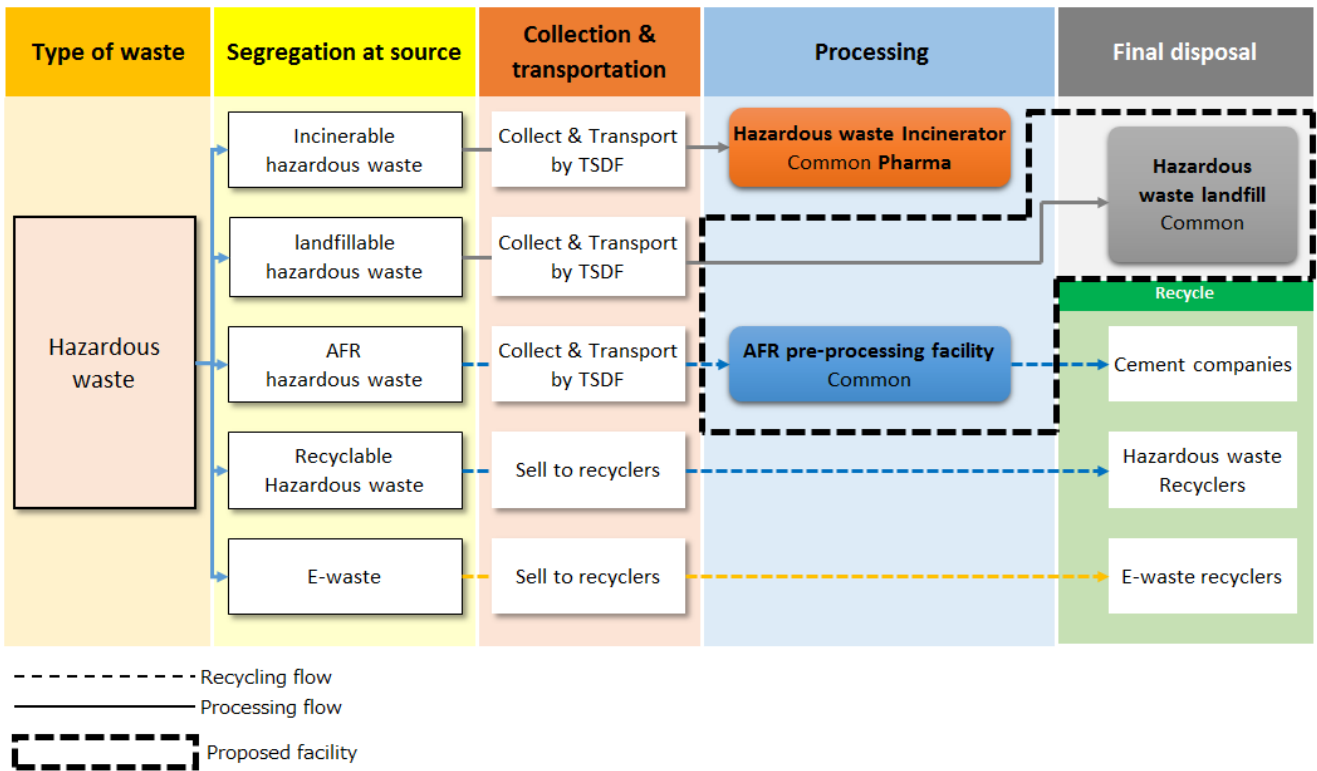 Type of waste
Segregation at source
Collection &
transportation
Processing
Final disposal
Incinerable
hazardous waste
Collect & Transport
by TSDF
Hazardous waste Incinerator
Common Pharma
Hazardous
waste landfill
Common
landfillable
hazardous waste
Collect & Transport
by TSDF
Recycle
Hazardous
waste
AFR
hazardous waste
Collect & Transport
by TSDF
AFR pre-processing facility
Common
Cement companies
Recyclable
Hazardous waste
Sell to recyclers
Hazardous waste
Recyclers
E-waste
Sell to recyclers
E-waste recyclers
Recycling flow
Processing flow
Proposed facility